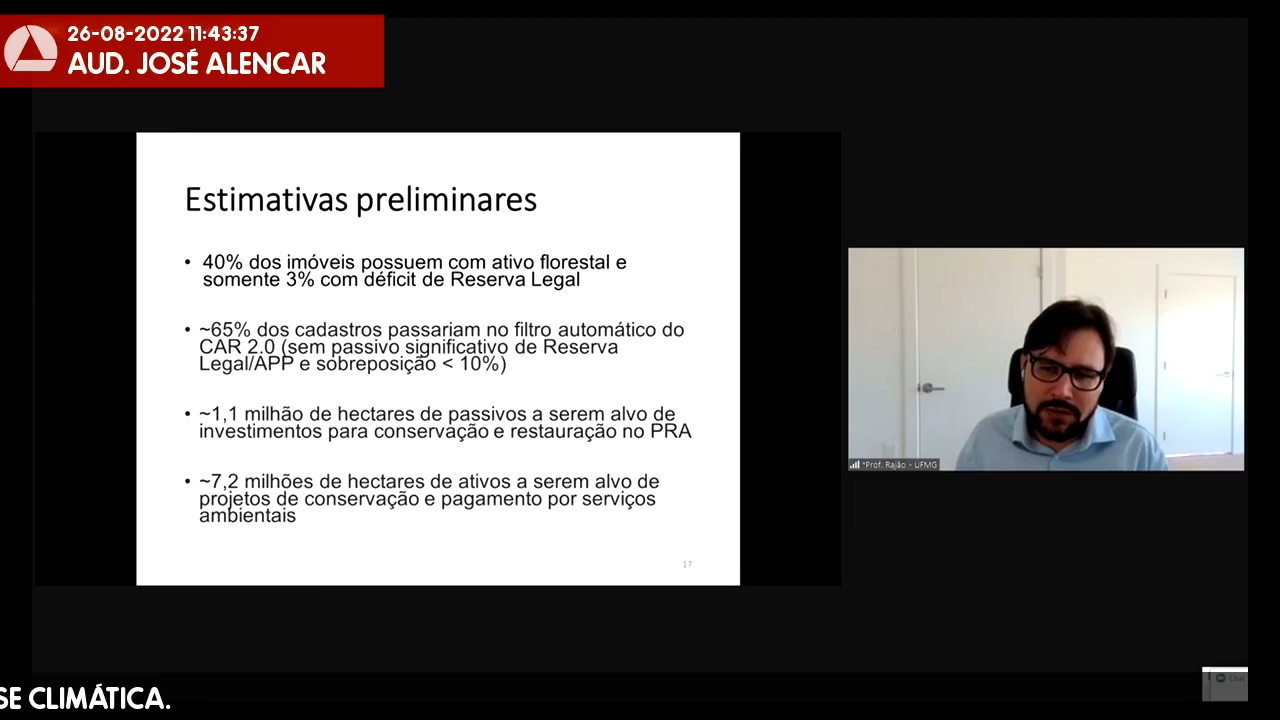 26-08-2022 11:43:37
AUD. JOSÉ ALENCAR
Estimativas preliminares
• 40% dos imóveis possuem com ativo florestal e
somente 3% com déficit de Reserva Legal
• ~65% dos cadastros passariam no filtro automático do
CAR 2.0 (sem passivo significativo de Reserva
Legal/APP e sobreposição < 10%)
• ~1,1 milhão de hectares de passivos a serem alvo de
investimentos para conservação e restauração no PRA
• ~7,2 milhões de hectares de ativos a serem alvo de
projetos de conservação e pagamento por serviços
ambientais
17
*Prof. Rajão - UFMG
Chat
SE CLIMÁTICA.